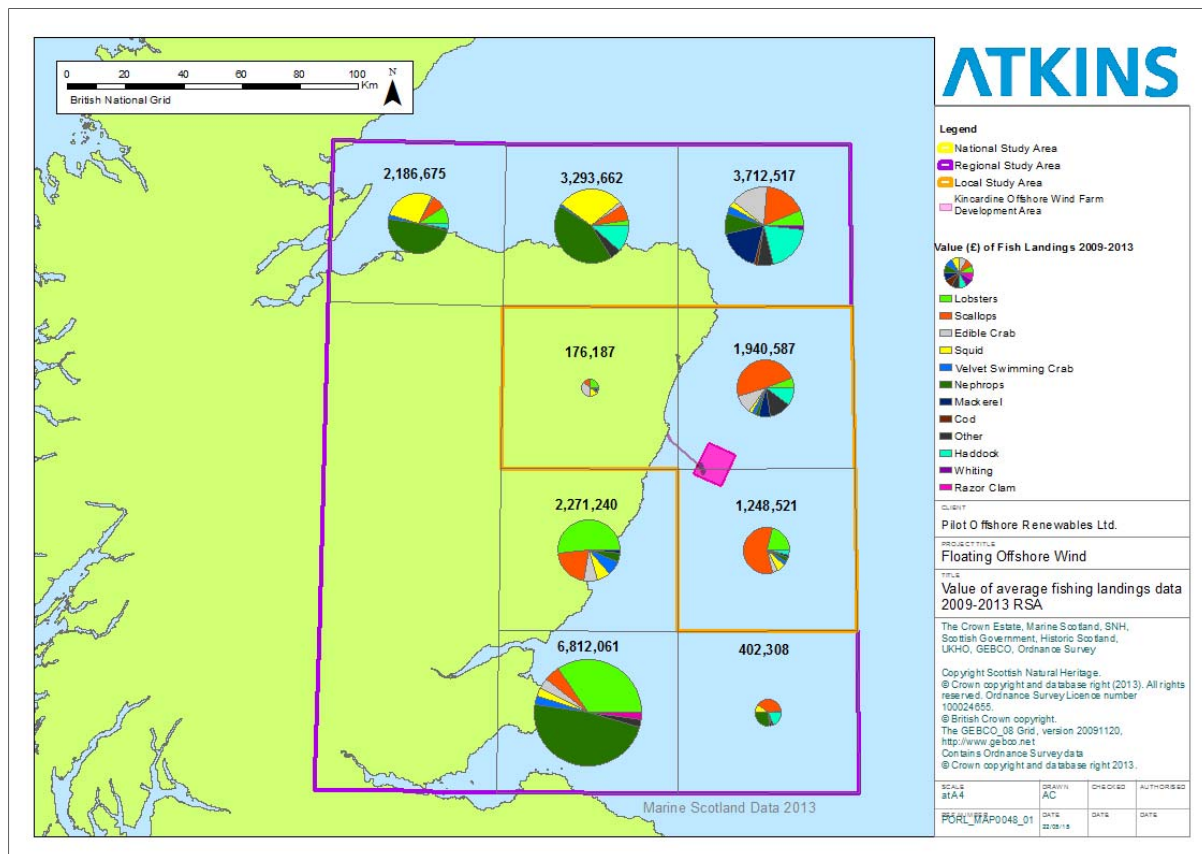 0 20 40 60 80 100
Km
N
British National Grid
2,186,675
3,293,662
3,712,517
176,187
1,940,587
2,271,240
1,248,521
6,812,061
402,308
Marine Scotland Data 2013
ATKINS
Legend
National Study Area
Regional Study Area
Local Study Area
Kincardine Offshore Wind Farm
Development Area
Value (£) of Fish Landings 2009-2013
Lobsters
Scallops
Edible Crab
Squid
Velvet Swimming Crab
Nephrops
Mackerel
Cod
Other
Haddock
Whiting
Razor Clam
CLIENT
Pilot Offshore Renewables Ltd.
PROJECT TITLE
Floating Offshore Wind
TITLE
Value of average fishing landings data
2009-2013 RSA
The Crown Estate, Marine Scotland, SNH,
Scottish Government, Historic Scotland,
UKHO, GEBCO, Ordnance Survey
Copyright Scottish Natural Heritage.
© Crown copyright and database right (2013). All rights
reserved. Ordnance Survey Licence number
100024655.
© British Crown copyright.
The GEBCO_08 Grid, version 20091120,
http://www.gebco.net
Contains Ordnance Survey data
© Crown copyright and database right 2013.
SCALE
at A4
DRAWN
AC
CHECKED
AUTHORISED
PORL_MAP0048_01
DATE
DATE
DATE